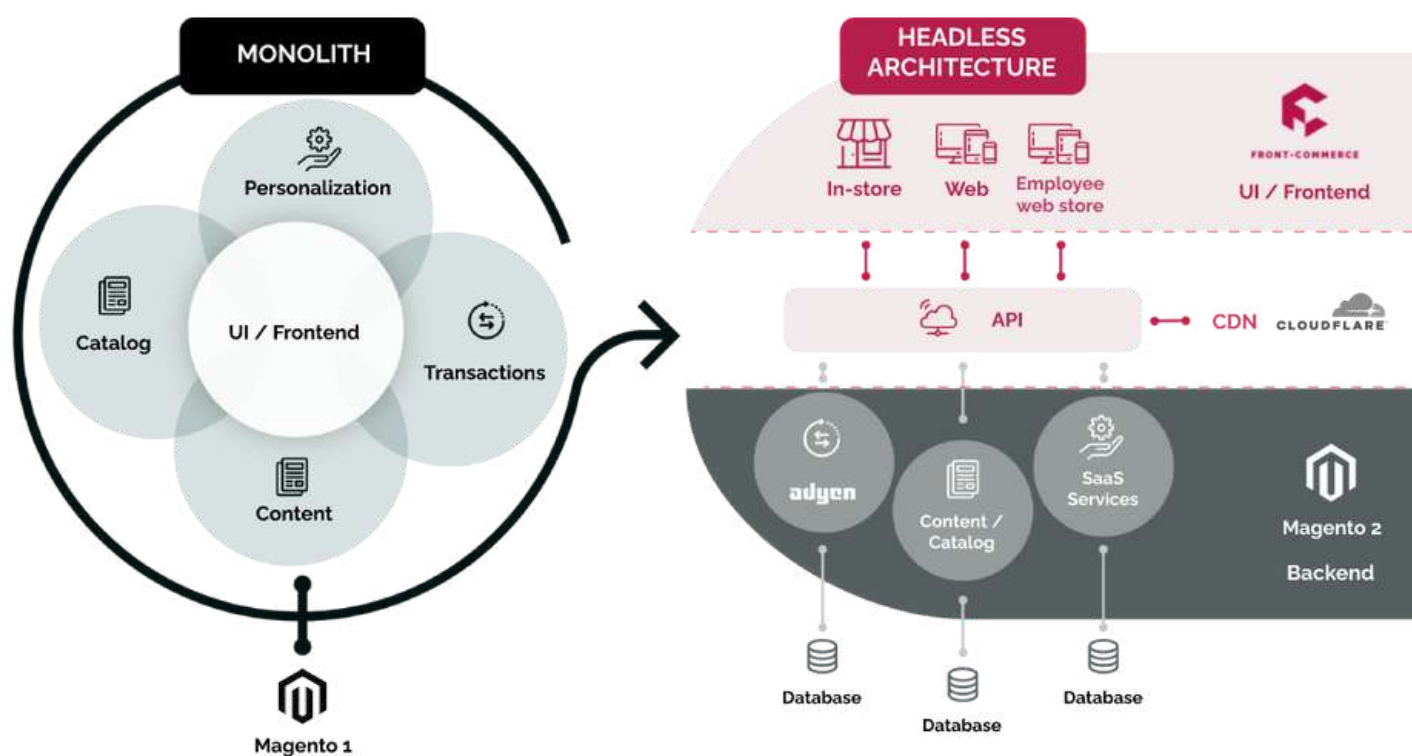 MONOLITH
Personalization
Catalog
UI / Frontend
Transactions
Content
Magento 1
HEADLESS
ARCHITECTURE
In-store
Web
Employee
web store
FRONT-COMMERCE
UI / Frontend
API
CDN
CLOUDFLARE
adyen
Content /
Catalog
SaaS
Services
Magento 2
Backend
Database
Database
Database